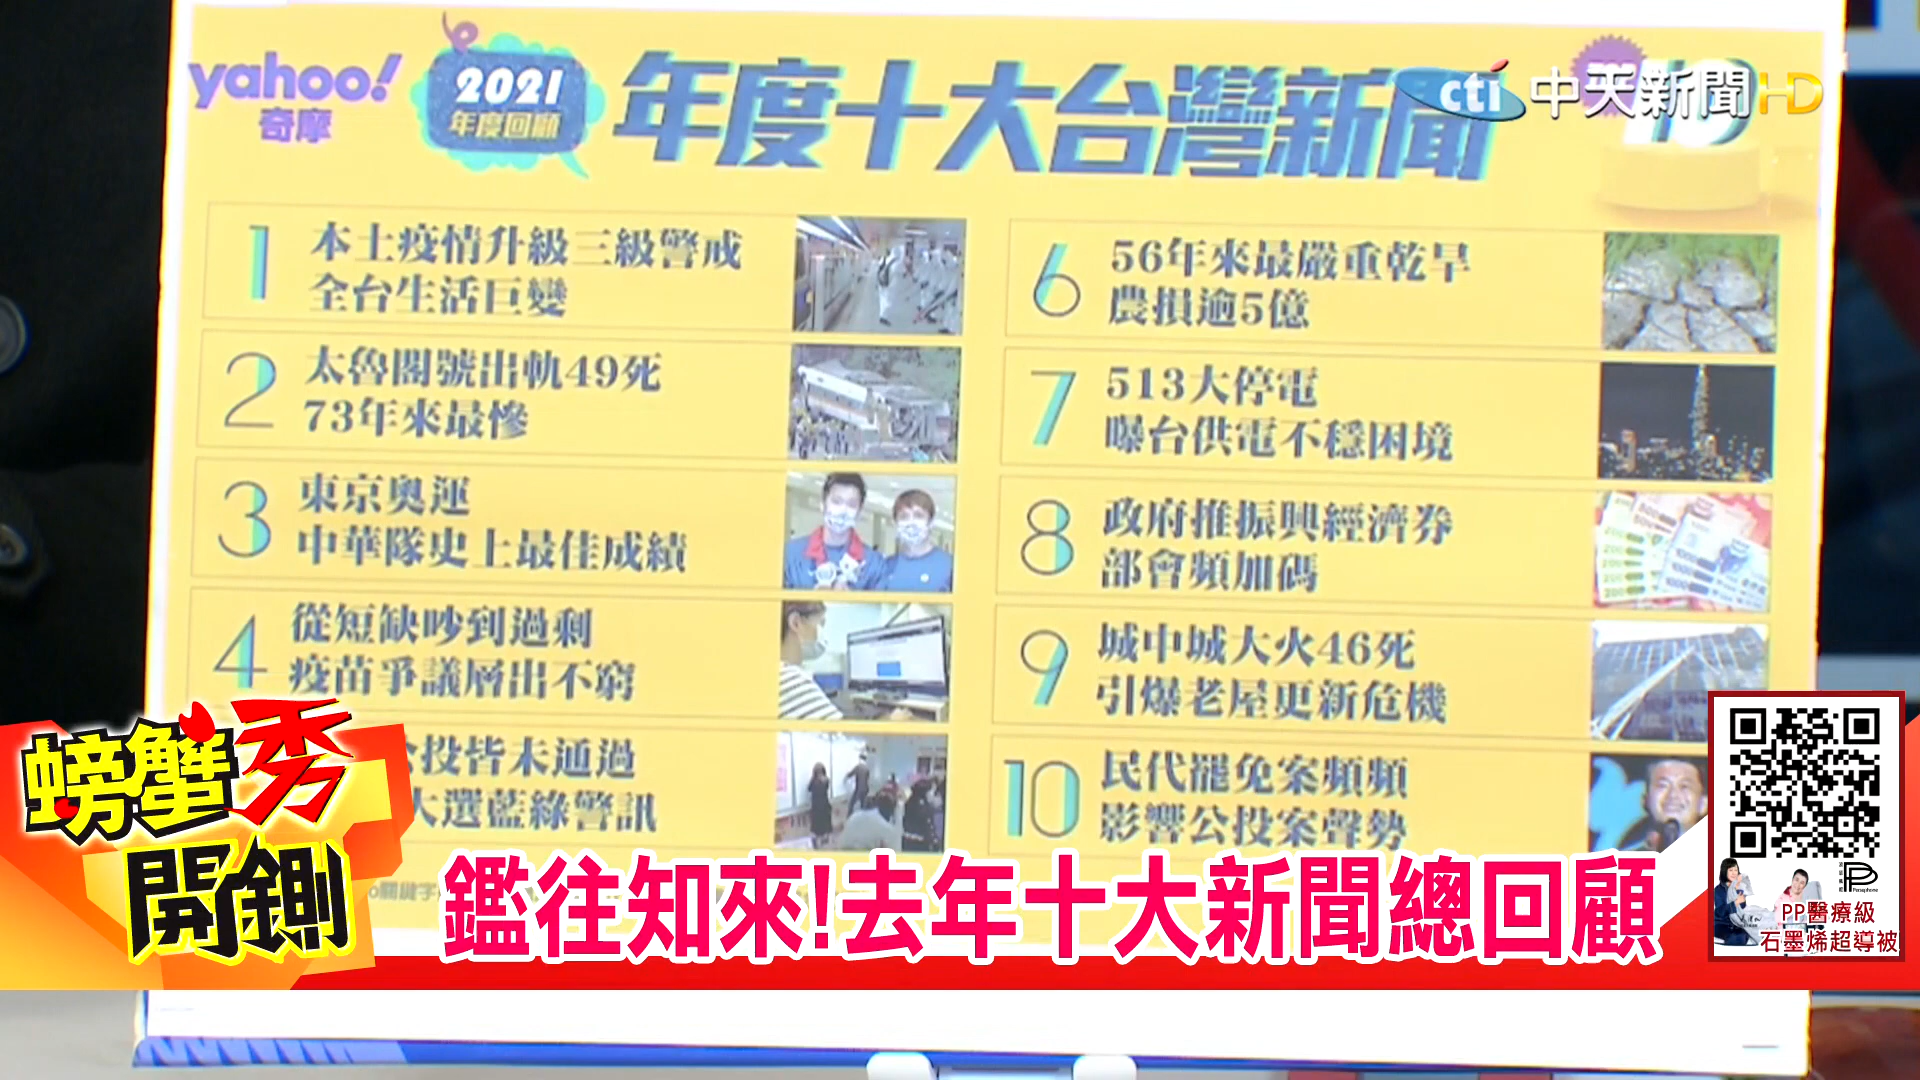 yahoo!
奇摩
2021
年度回顧
年度十大台灣新聞
cti 中天新聞HD
1
本土疫情升級三級警戒
全台生活巨變
2
太魯閣號出軌49死
73年來最慘
3
東京奧運
中華隊史上最佳成績
4
從短缺吵到過剩
疫苗爭議層出不窮
公投皆未通過
大選藍綠警訊
6
56年來最嚴重乾旱
農損逾5億
7
513大停電
曝台供電不穩困境
8
政府推振興經濟券
部會頻加碼
9
城中城大火46死
引爆老屋更新危機
10
民代罷免案頻頻
影響公投案聲勢
螃蟹秀
開鍘
鑑往知來!去年十大新聞總回顧
PP醫療級
石墨烯超導被